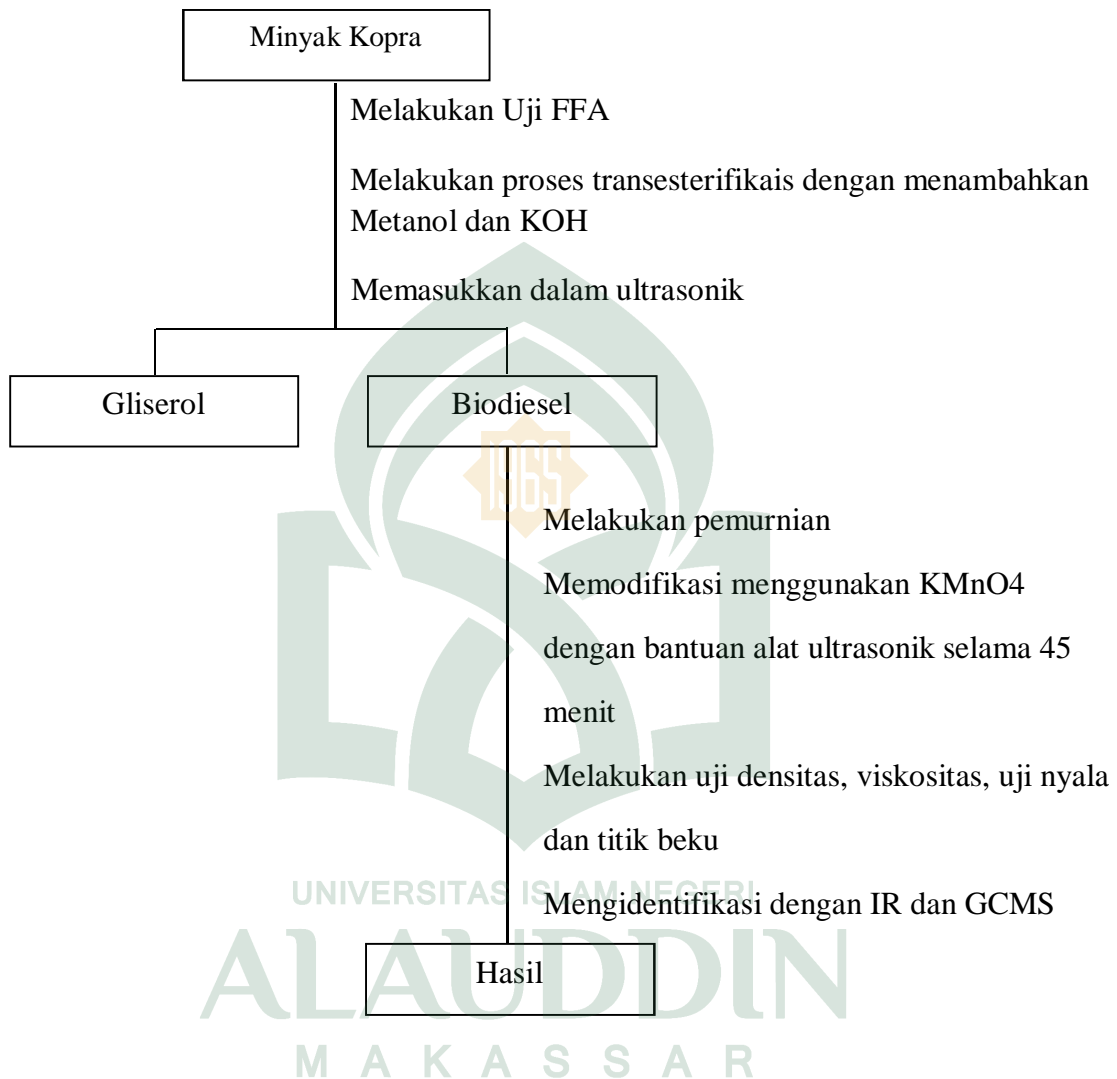 Minyak Kopra
Melakukan Uji FFA
Melakukan proses transesterifikais dengan menambahkan
Metanol dan KOH
Memasukkan dalam ultrasonik
Gliserol
Biodiesel
1965
Melakukan pemurnian
Memodifikasi menggunakan KMnO4
dengan bantuan alat ultrasonik selama 45
menit
Melakukan uji densitas, viskositas, uji nyala
dan titik beku
UNIVERSITAS ISLAM NEGERI
Mengidentifikasi dengan IR dan GCMS
Hasil
ALAUDDIN
MAKASSAR